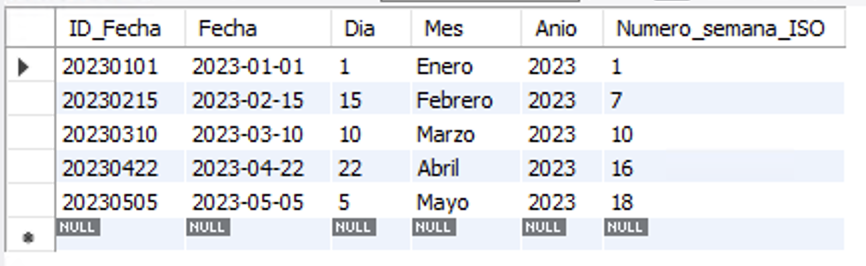 ID_Fecha Fecha Dia Mes Anio Numero_semana_ISO
20230101 2023-01-01 1 Enero 2023 1
20230215 2023-02-15 15 Febrero 2023 7
20230310 2023-03-10 10 Marzo 2023 10
20230422 2023-04-22 22 Abril 2023 16
20230505 2023-05-05 5 Mayo 2023 18
NULL NULL NULL NULL NULL NULL